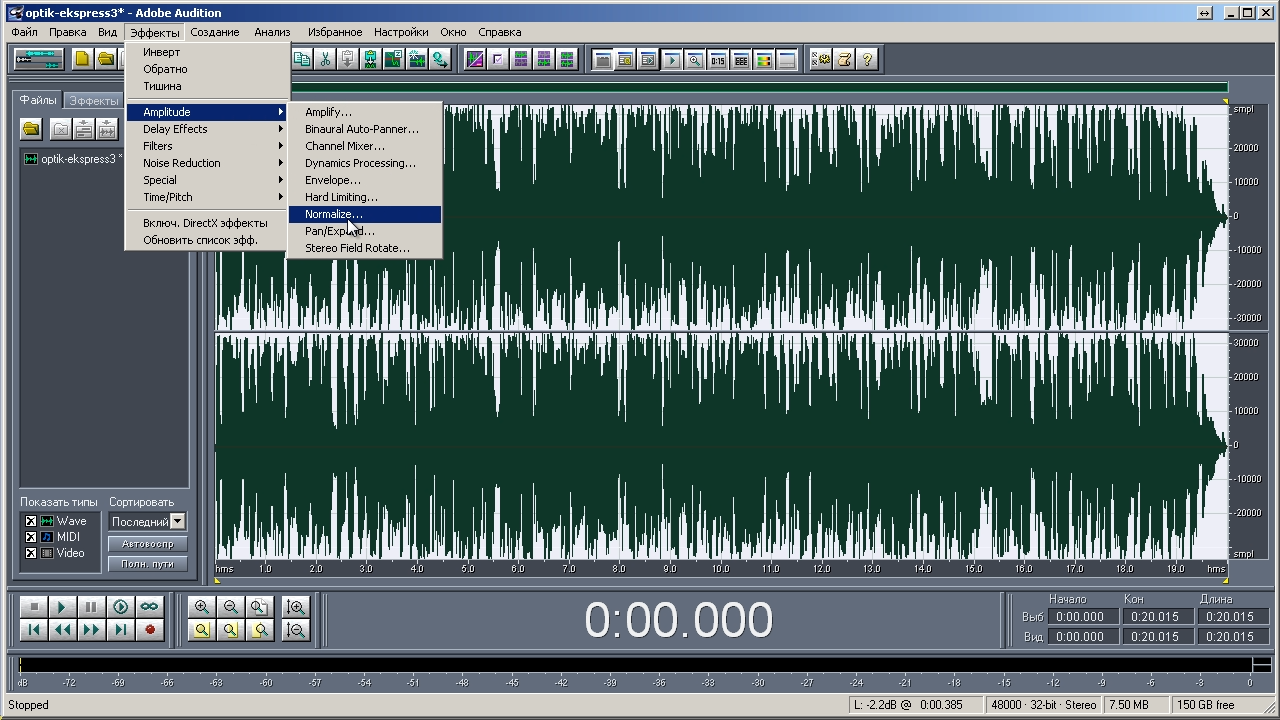 optik-ekspress3* - Adobe Audition
Файл Правка Вид Эффекты Создание Анализ Избранное Настройки Окно Справка
Инверт
Обратно
Тишина
Amplitude
Delay Effects
Filters
Noise Reduction
Special
Time/Pitch
Включ. DirectX эффекты
Обновить список эфф.
Amplify...
Binaural Auto-Panner...
Channel Mixer...
Dynamics Processing...
Envelope...
Hard Limiting...
Normalize...
Stereo Field Rotate...
Файлы Эффекты
optik-ekspress3 *
Показать типы Сортировать
Wave
MIDI
Video
Последний
Автовоспр
Полн. пути
smpl
20000
10000
0
-10000
-20000
-30000
30000
20000
10000
0
-10000
-20000
smpl
hms 1.0 2.0 3.0 4.0 5.0 6.0 7.0 8.0 9.0 10.0 11.0 12.0 13.0 14.0 15.0 16.0 17.0 18.0 19.0 hms
0:00.000
Начало Кон Длина
Выб 0:00.000 0:20.015 0:20.015
Вид 0:00.000 0:20.015 0:20.015
dB -72 -69 -66 -63 -60 -57 -54 -51 -48 -45 -42 -39 -36 -33 -30 -27 -24 -21 -18 -15 -12 -9 -6 -3 0
Stopped
L: -2.2dB @ 0:00.385
48000 · 32-bit · Stereo
7.50 MB
150 GB free